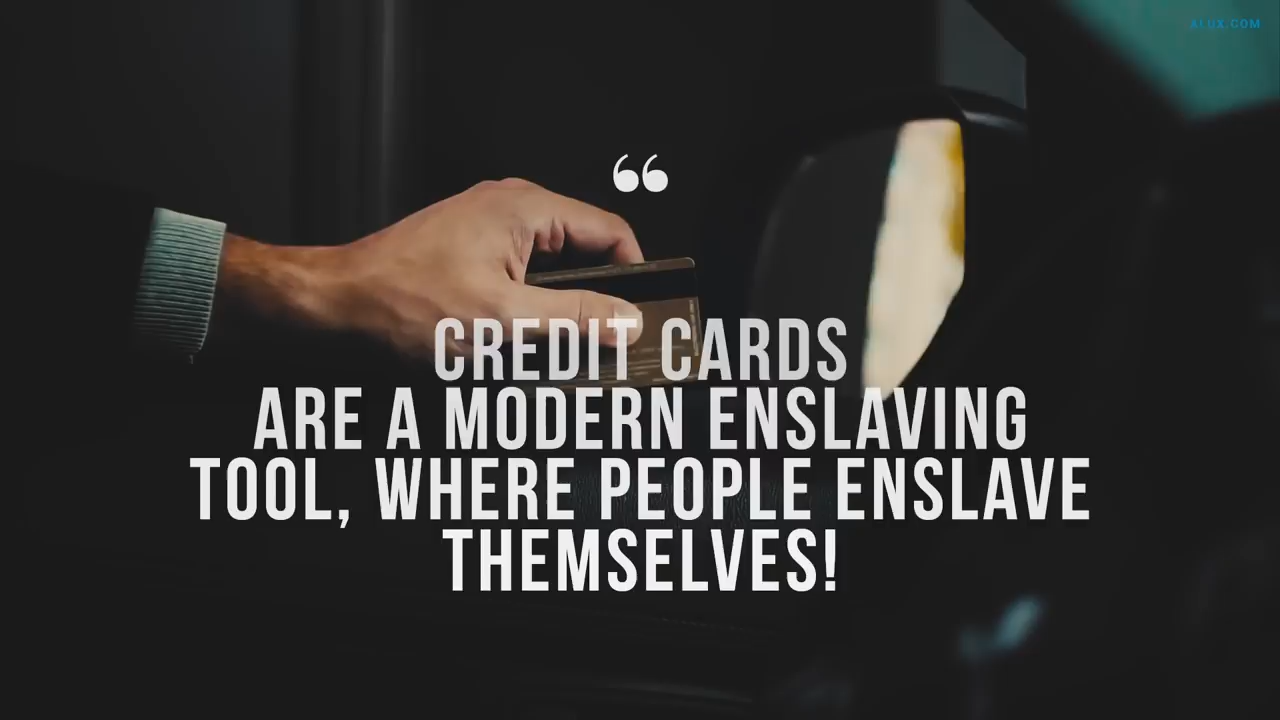 ALUX.COM
“
CREDIT CARDS
ARE A MODERN ENSLAVING
TOOL, WHERE PEOPLE ENSLAVE
THEMSELVES!